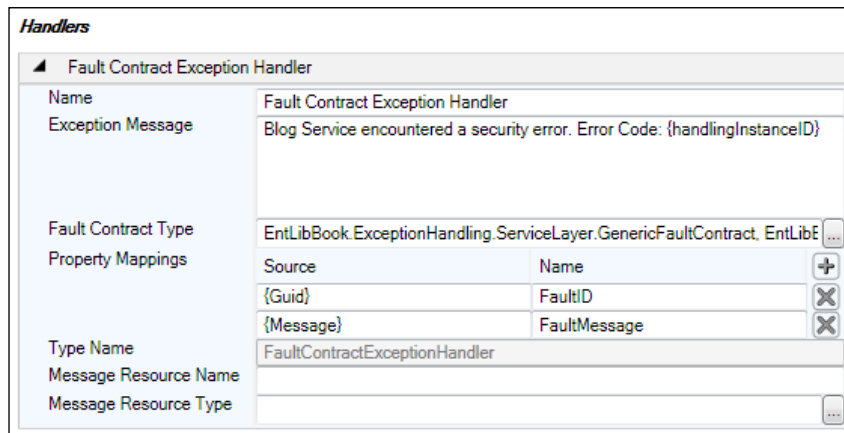 Handlers
Fault Contract Exception Handler
Name Fault Contract Exception Handler
Exception Message Blog Service encountered a security error. Error Code: {handlingInstanceID}
Fault Contract Type EntLibBook.ExceptionHandling.ServiceLayer.GenericFaultContract, EntLibE ...
Property Mappings Source Name
{Guid} FaultID
{Message} FaultMessage
Type Name FaultContractExceptionHandler
Message Resource Name
Message Resource Type ...